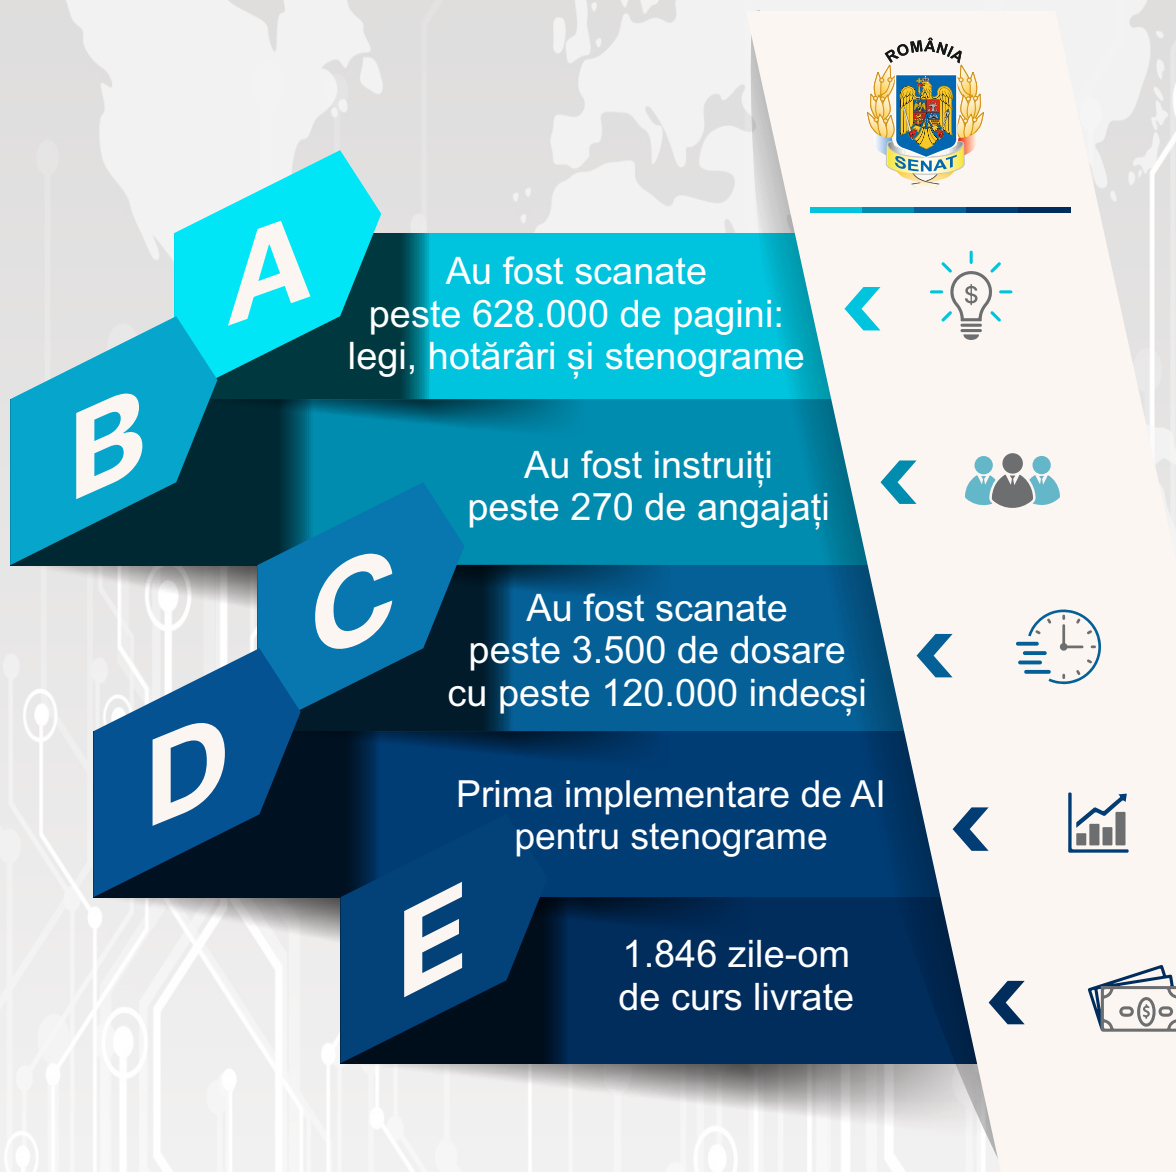 ROMÂNIA
SENAT
A
Au fost scanate
peste 628.000 de pagini:
legi, hotărâri și stenograme
$
B
Au fost instruiți
peste 270 de angajați
C
Au fost scanate
peste 3.500 de dosare
cu peste 120.000 indecși
D
Prima implementare de AI
pentru stenograme
E
1.846 zile-om
de curs livrate
$